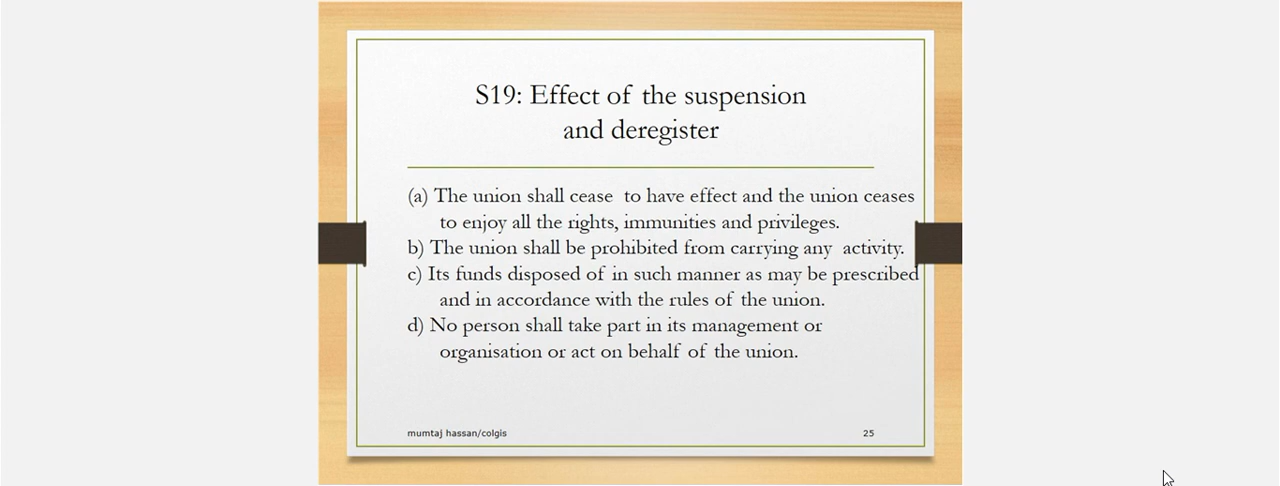 S19: Effect of the suspension
and deregister
(a) The union shall cease to have effect and the union ceases
to enjoy all the rights, immunities and privileges.
b) The union shall be prohibited from carrying any activity.
c) Its funds disposed of in such manner as may be prescribed
and in accordance with the rules of the union.
d) No person shall take part in its management or
organisation or act on behalf of the union.
mumtaj hassan/colgis
25